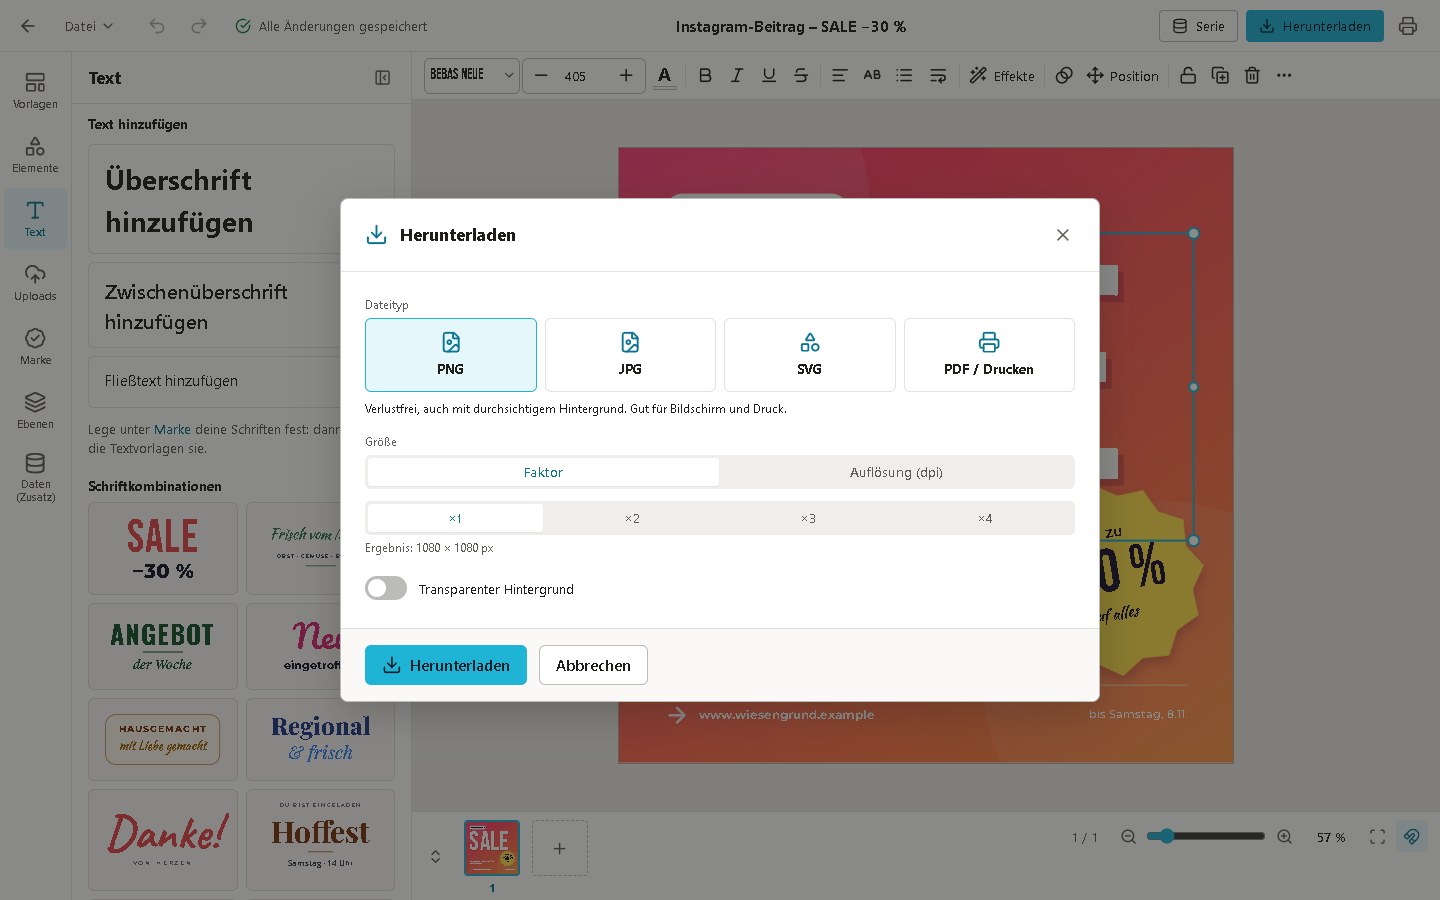 Datei
Alle Änderungen gespeichert
Instagram-Beitrag – SALE −30 %
Serie
Herunterladen
Vorlagen
Elemente
Text
Uploads
Marke
Ebenen
Daten
(Zusatz)
Text
Text hinzufügen
Überschrift
hinzufügen
Zwischenüberschrift
hinzufügen
Fließtext hinzufügen
Lege unter Marke deine Schriften fest:
die Textvorlagen sie.
Schriftkombinationen
SALE
−30 %
Frisch vom
OBST · GEMÜSE ·
ANGEBOT
der Woche
eingetroff
HAUSGEMACHT
mit Liebe gemacht
Regional
& frisch
Danke!
VON HERZEN
DU BIST EINGELADEN
Hoffest
Samstag · 14 Uhr
BEBAS NEUE
405
A
B
I
U
S
AB
Effekte
Position
Herunterladen
Dateityp
PNG
JPG
SVG
PDF / Drucken
Verlustfrei, auch mit durchsichtigem Hintergrund. Gut für Bildschirm und Druck.
Größe
Faktor
Auflösung (dpi)
×1
×2
×3
×4
Ergebnis: 1080 × 1080 px
Transparenter Hintergrund
Herunterladen
Abbrechen
zu
0 %
alles
www.wiesengrund.example
bis Samstag, 8.11.
SALE
1
1 / 1
57 %